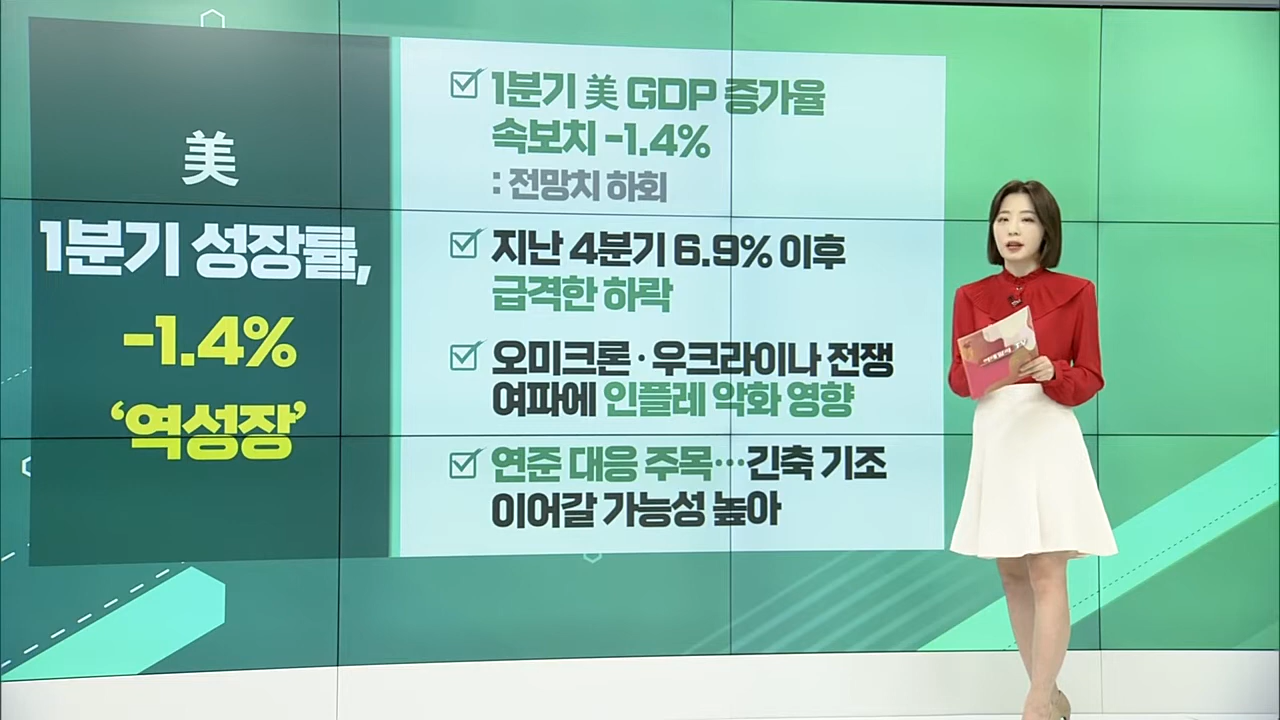 美
1분기 성장률,
-1.4%
‘역성장’
1분기 美 GDP 증가율
속보치 -1.4%
: 전망치 하회
지난 4분기 6.9% 이후
급격한 하락
오미크론·우크라이나 전쟁
여파에 인플레 악화 영향
연준 대응 주목…긴축 기조
이어갈 가능성 높아